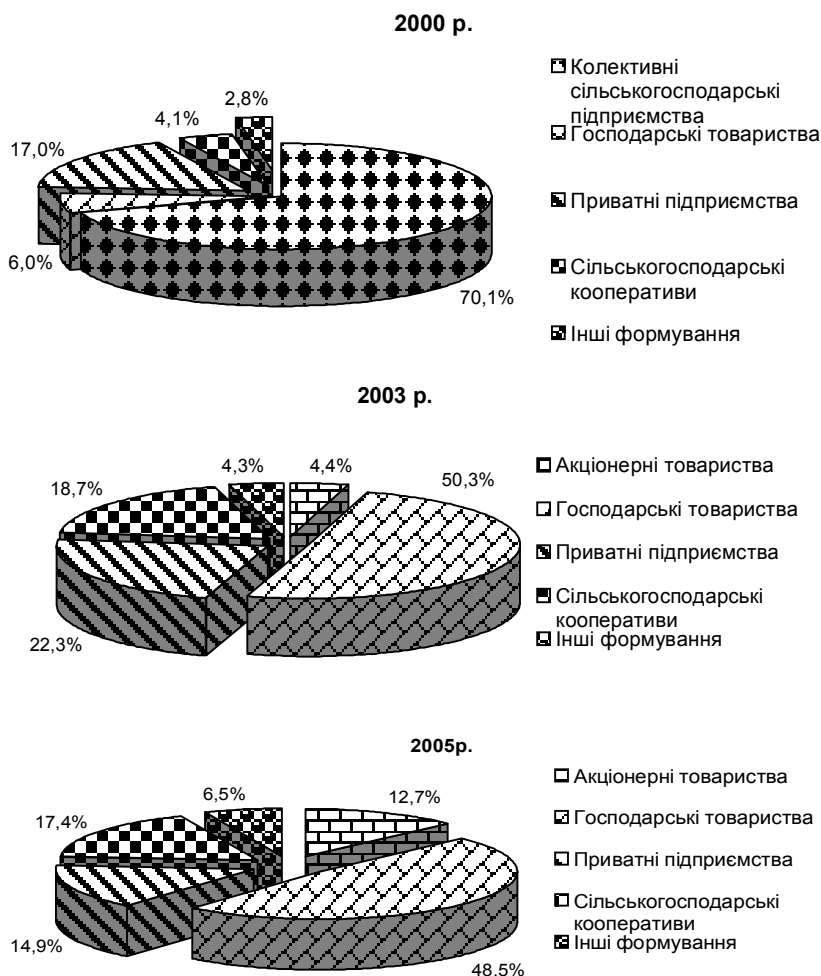 2000 р.
2,8%
4,1%
17,0%
6,0%
70,1%
Колективні
сільськогосподарські
підприємства
Господарські товариства
Приватні підприємства
Сільськогосподарські
кооперативи
Інші формування
2003 р.
4,3%
4,4%
50,3%
18,7%
22,3%
Акціонерні товариства
Господарські товариства
Приватні підприємства
Сільськогосподарські
кооперативи
Інші формування
2005р.
6,5%
12,7%
17,4%
14,9%
48,5%
Акціонерні товариства
Господарські товариства
Приватні підприємства
Сільськогосподарські
кооперативи
Інші формування